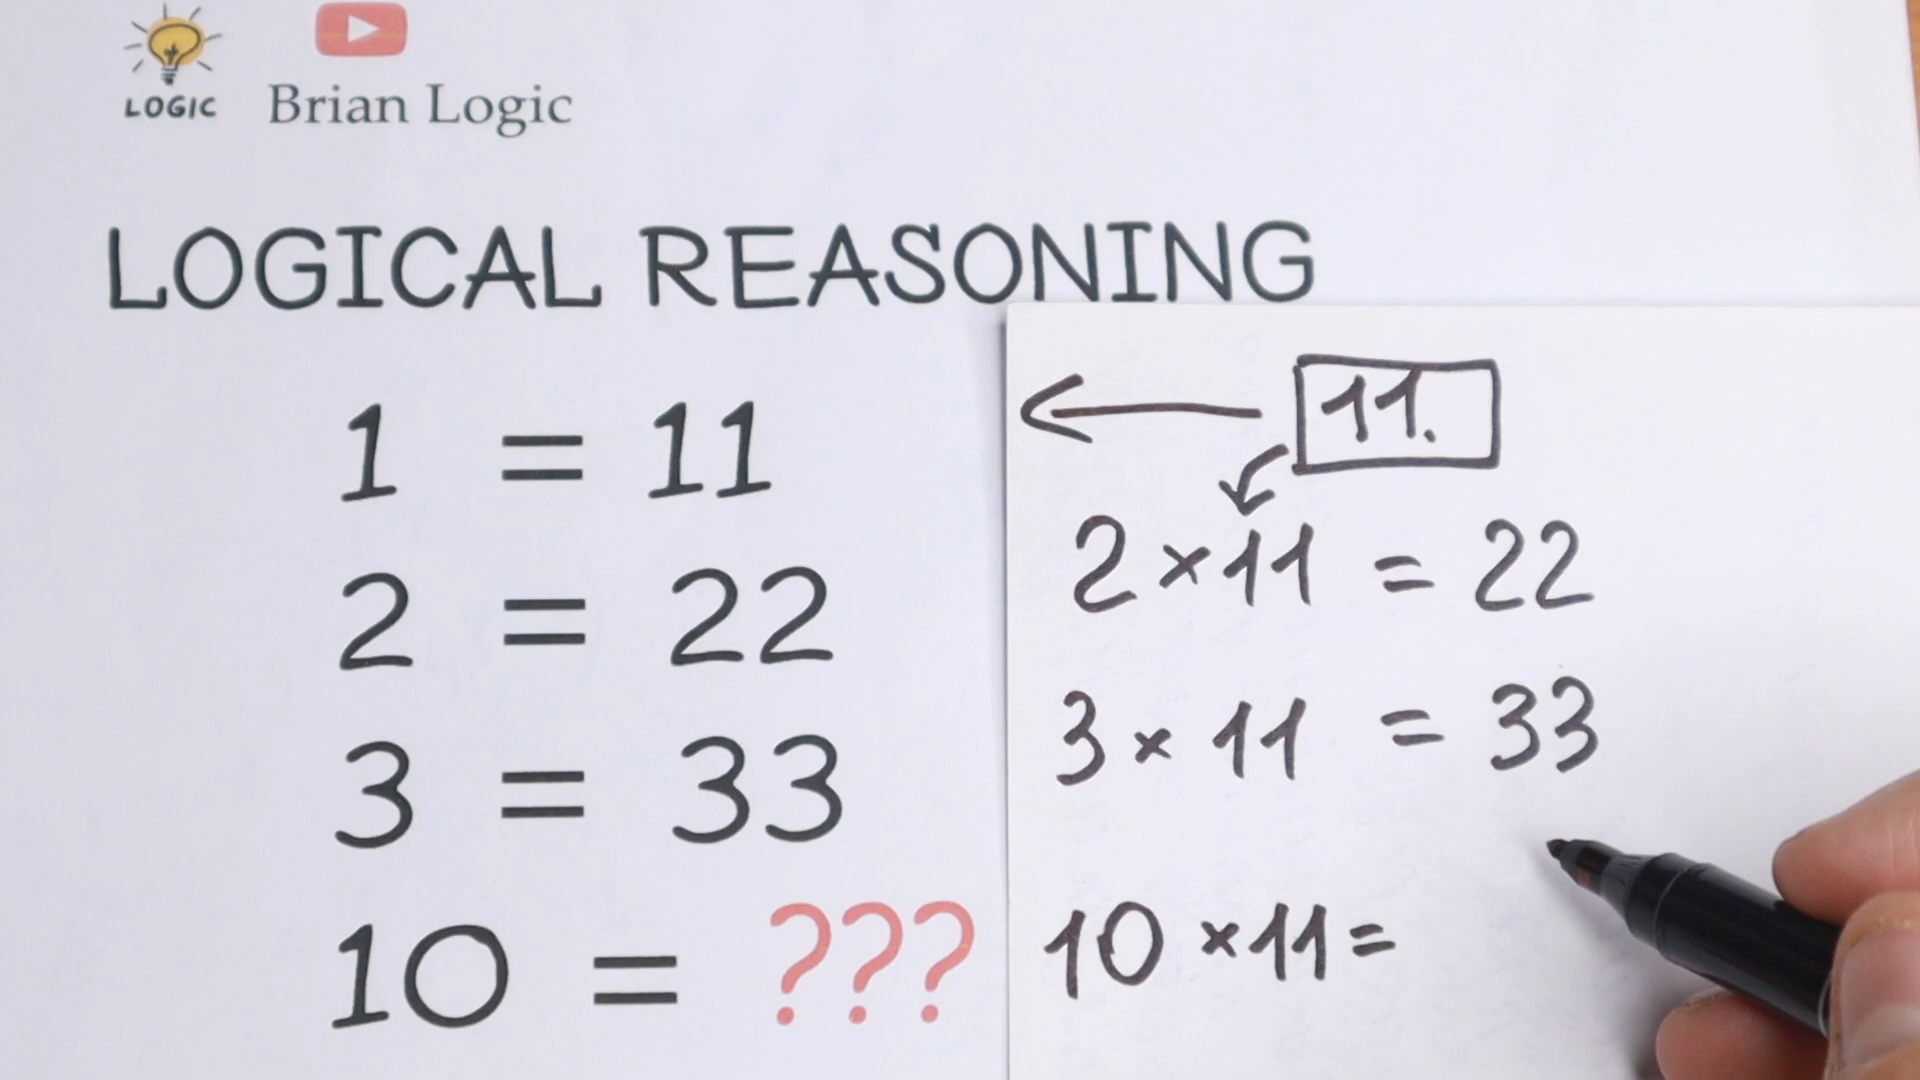 LOGIC
Brian Logic
LOGICAL REASONING
1 = 11
2 = 22
3 = 33
10 = ???
11.
2 × 11 = 22
3 × 11 = 33
10 × 11 =